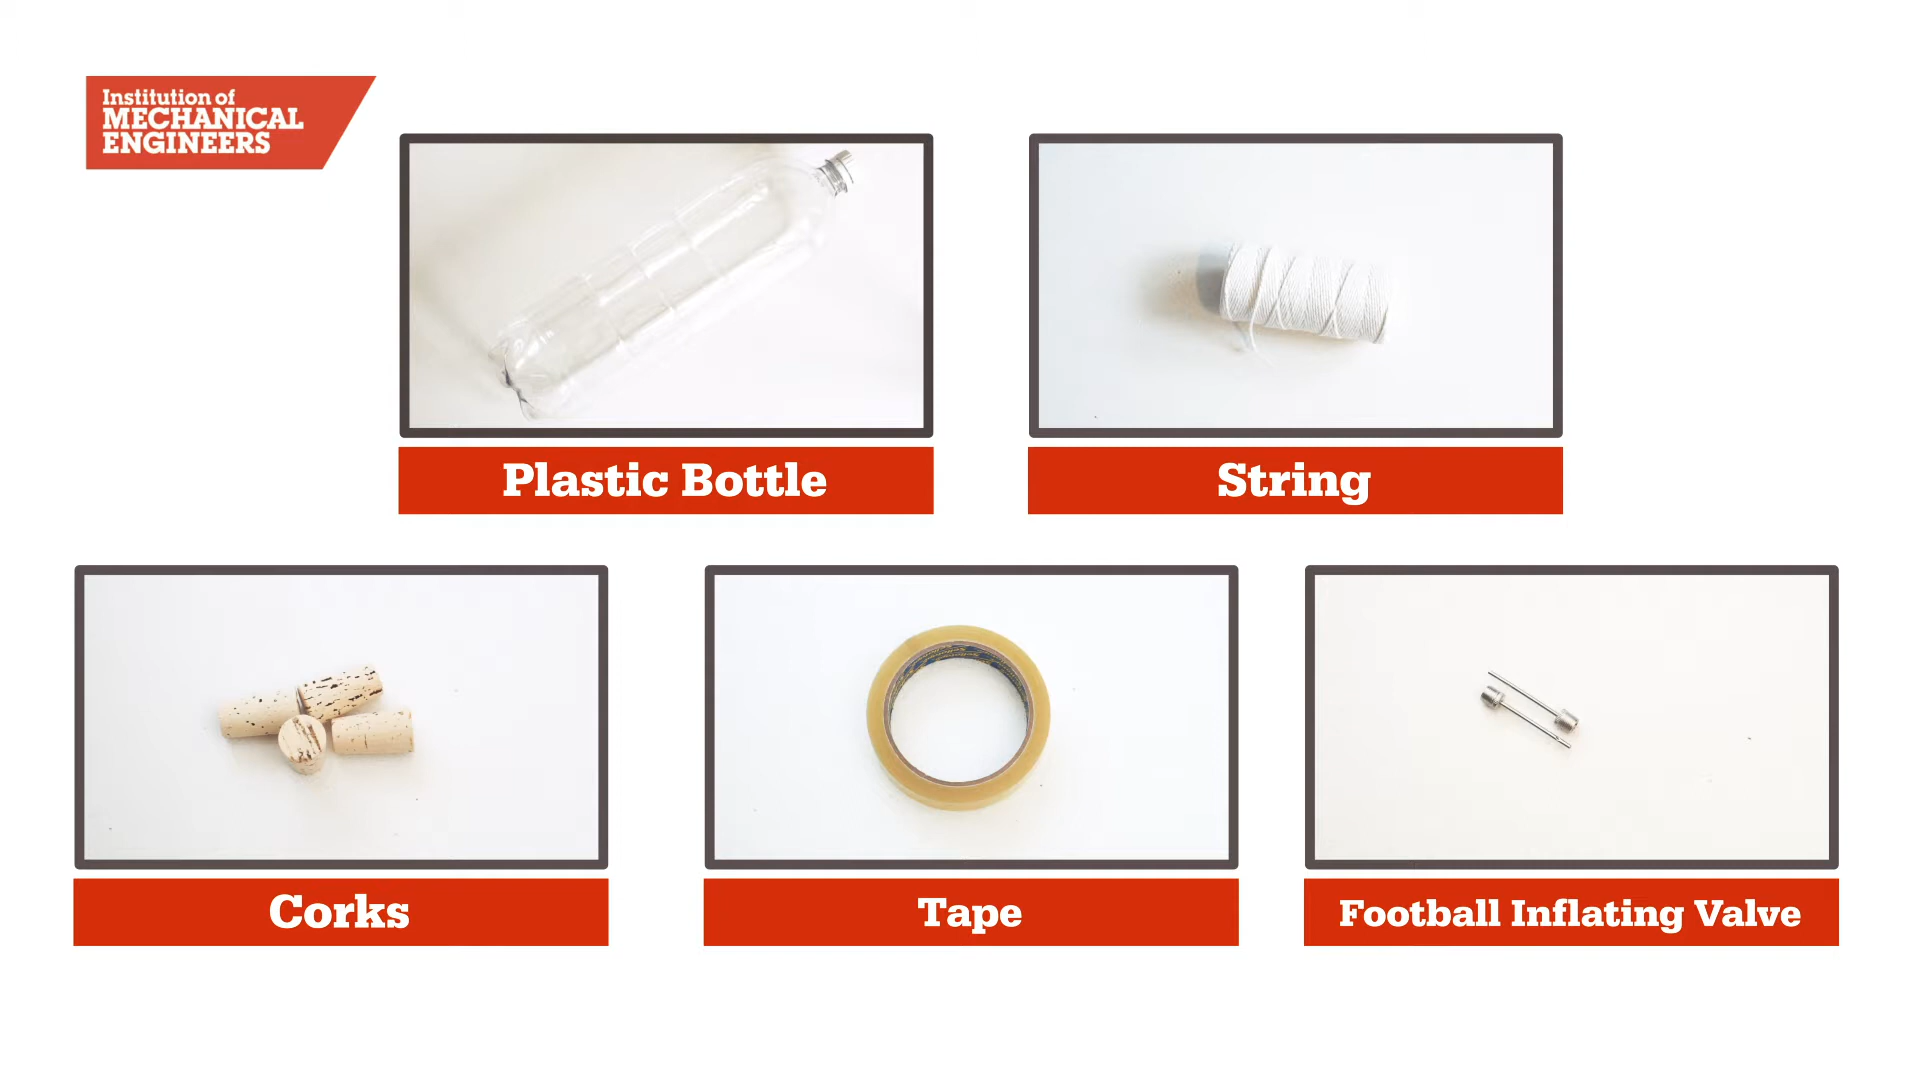 Institution of
MECHANICAL
ENGINEERS
Plastic Bottle
String
Corks
Tape
Football Inflating Valve